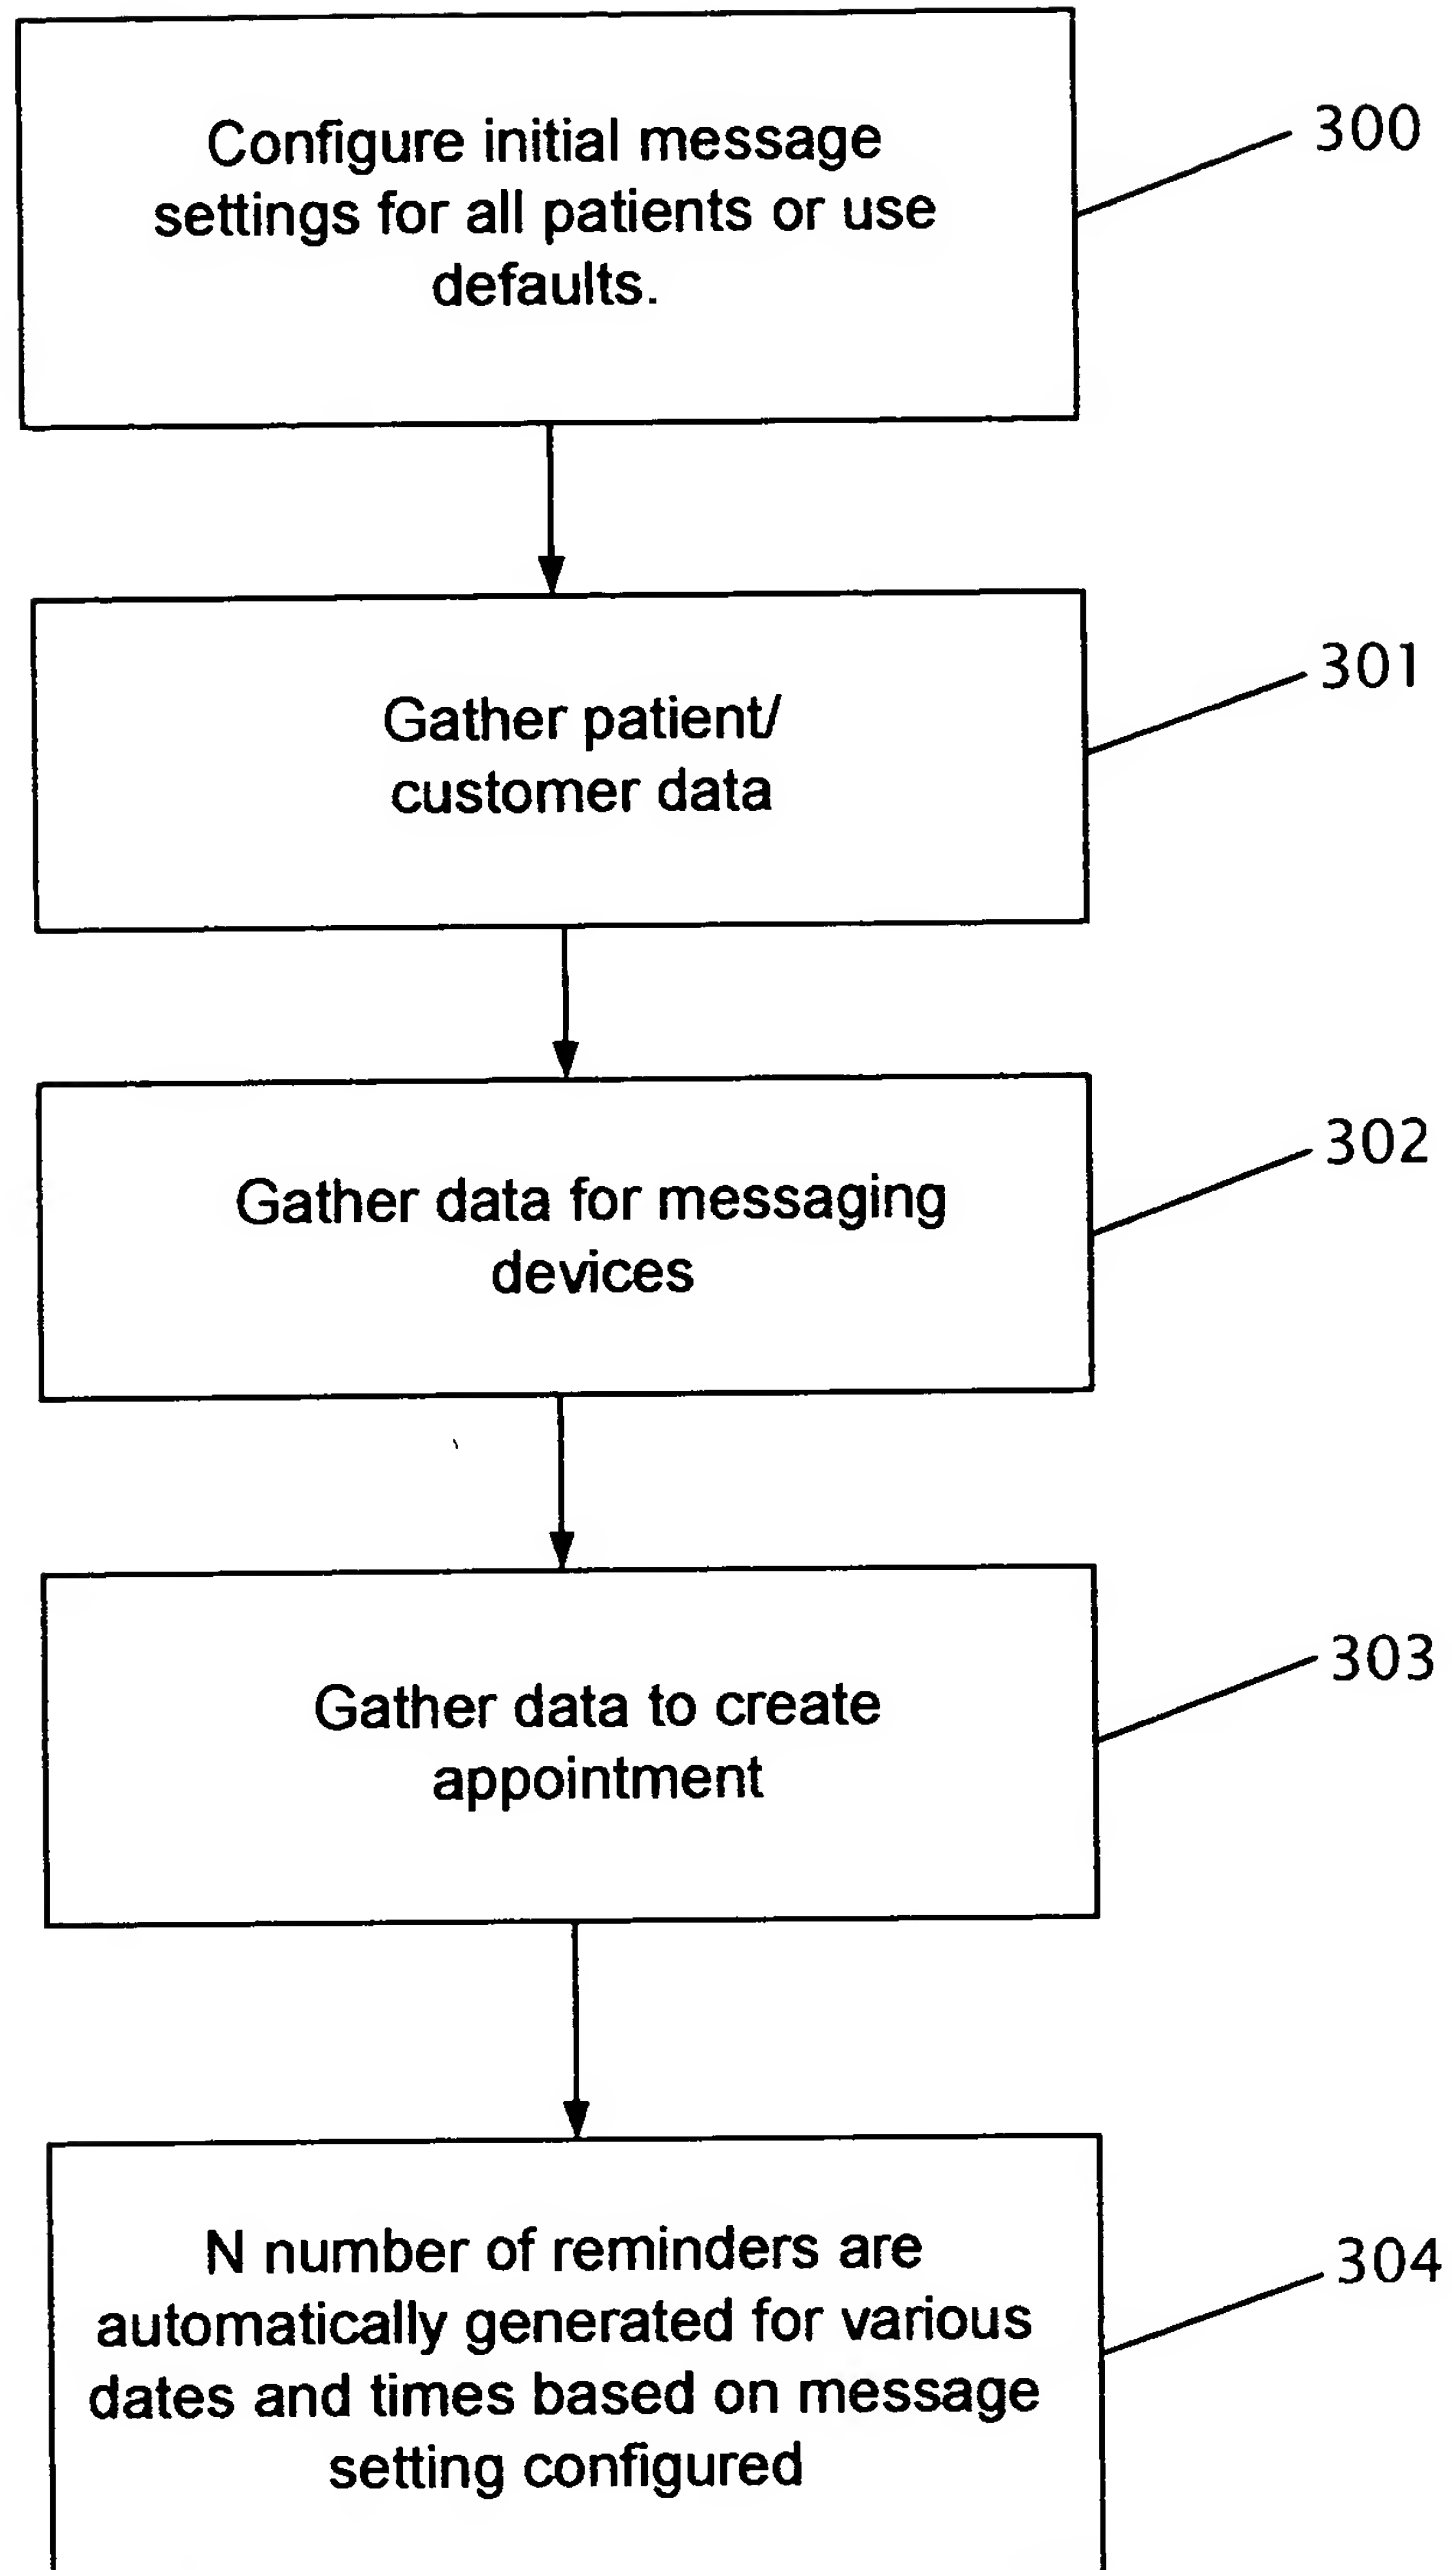 Configure initial message
settings for all patients or use
defaults.
300
Gather patient/
customer data
301
Gather data for messaging
devices
302
Gather data to create
appointment
303
N number of reminders are
automatically generated for various
dates and times based on message
setting configured
304